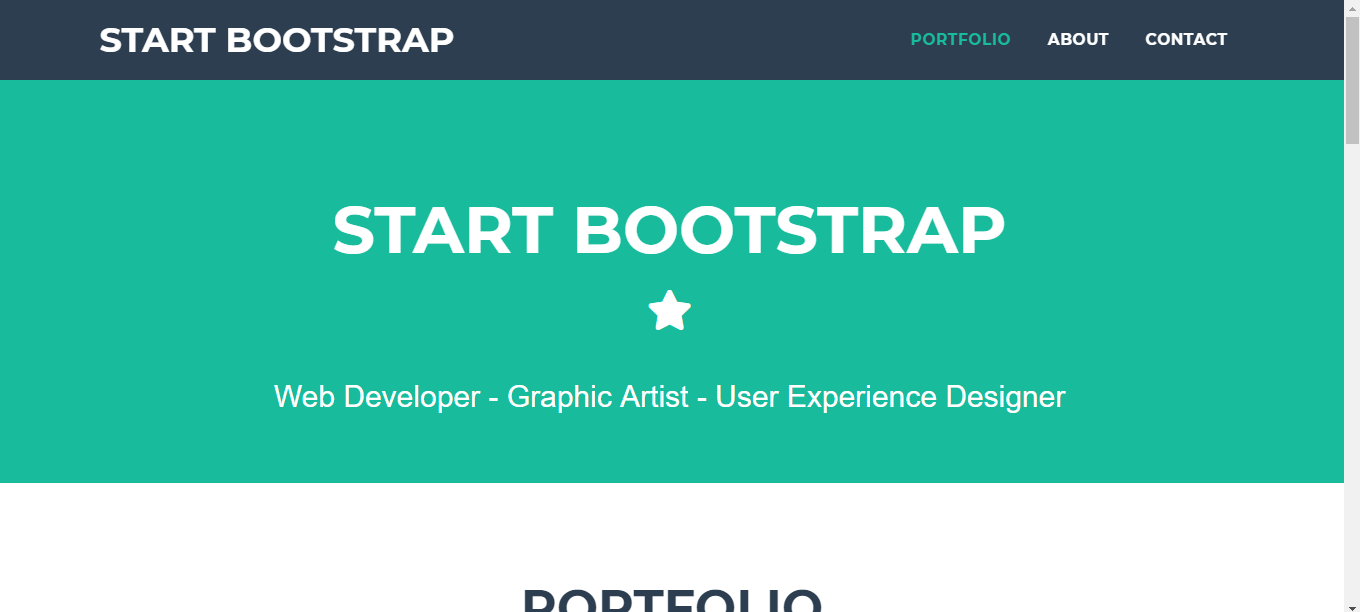 START BOOTSTRAP
PORTFOLIO ABOUT CONTACT
START BOOTSTRAP
Web Developer - Graphic Artist - User Experience Designer
PORTFOLIO